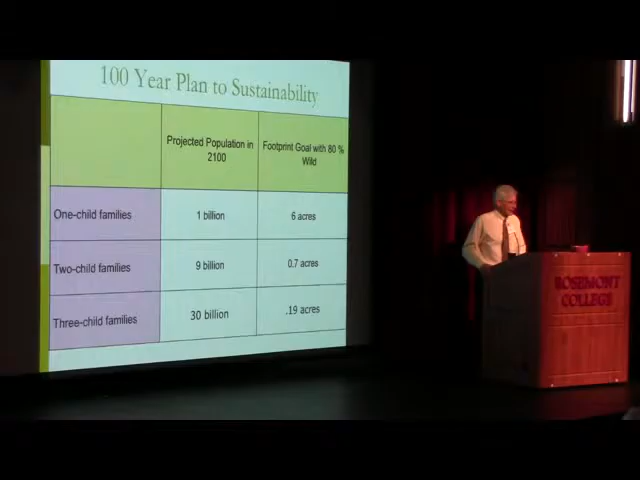 100 Year Plan to Sustainability
Projected Population in
2100
Footprint Goal with 80 %
Wild
One-child families
1 billion
6 acres
Two-child families
9 billion
0.7 acres
Three-child families
30 billion
.19 acres
ROSEMONT
COLLEGE